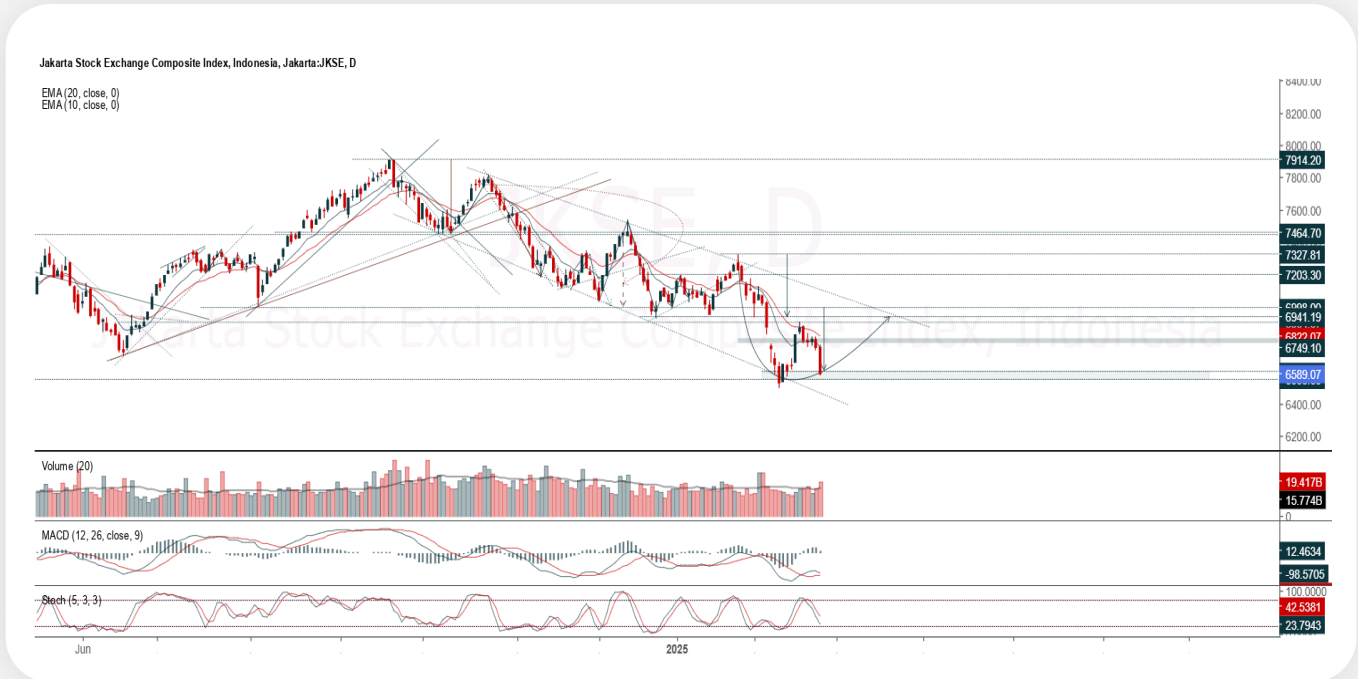 Jakarta Stock Exchange Composite Index, Indonesia, Jakarta:JKSE, D
EMA (20, close, 0)
EMA (10, close, 0)
JKSE, D
Jakarta Stock Exchange Composite Index, Indonesia
8400.00
8200.00
8000.00
7914.20
7800.00
7600.00
7464.70
7327.81
7203.30
6941.19
6822.07
6749.10
6589.07
6400.00
6200.00
Volume (20)
19.417B
15.774B
0
MACD (12, 26, close, 9)
12.4634
-98.5705
Stoch (5, 3, 3)
100.0000
42.5381
23.7943
Jun
2025